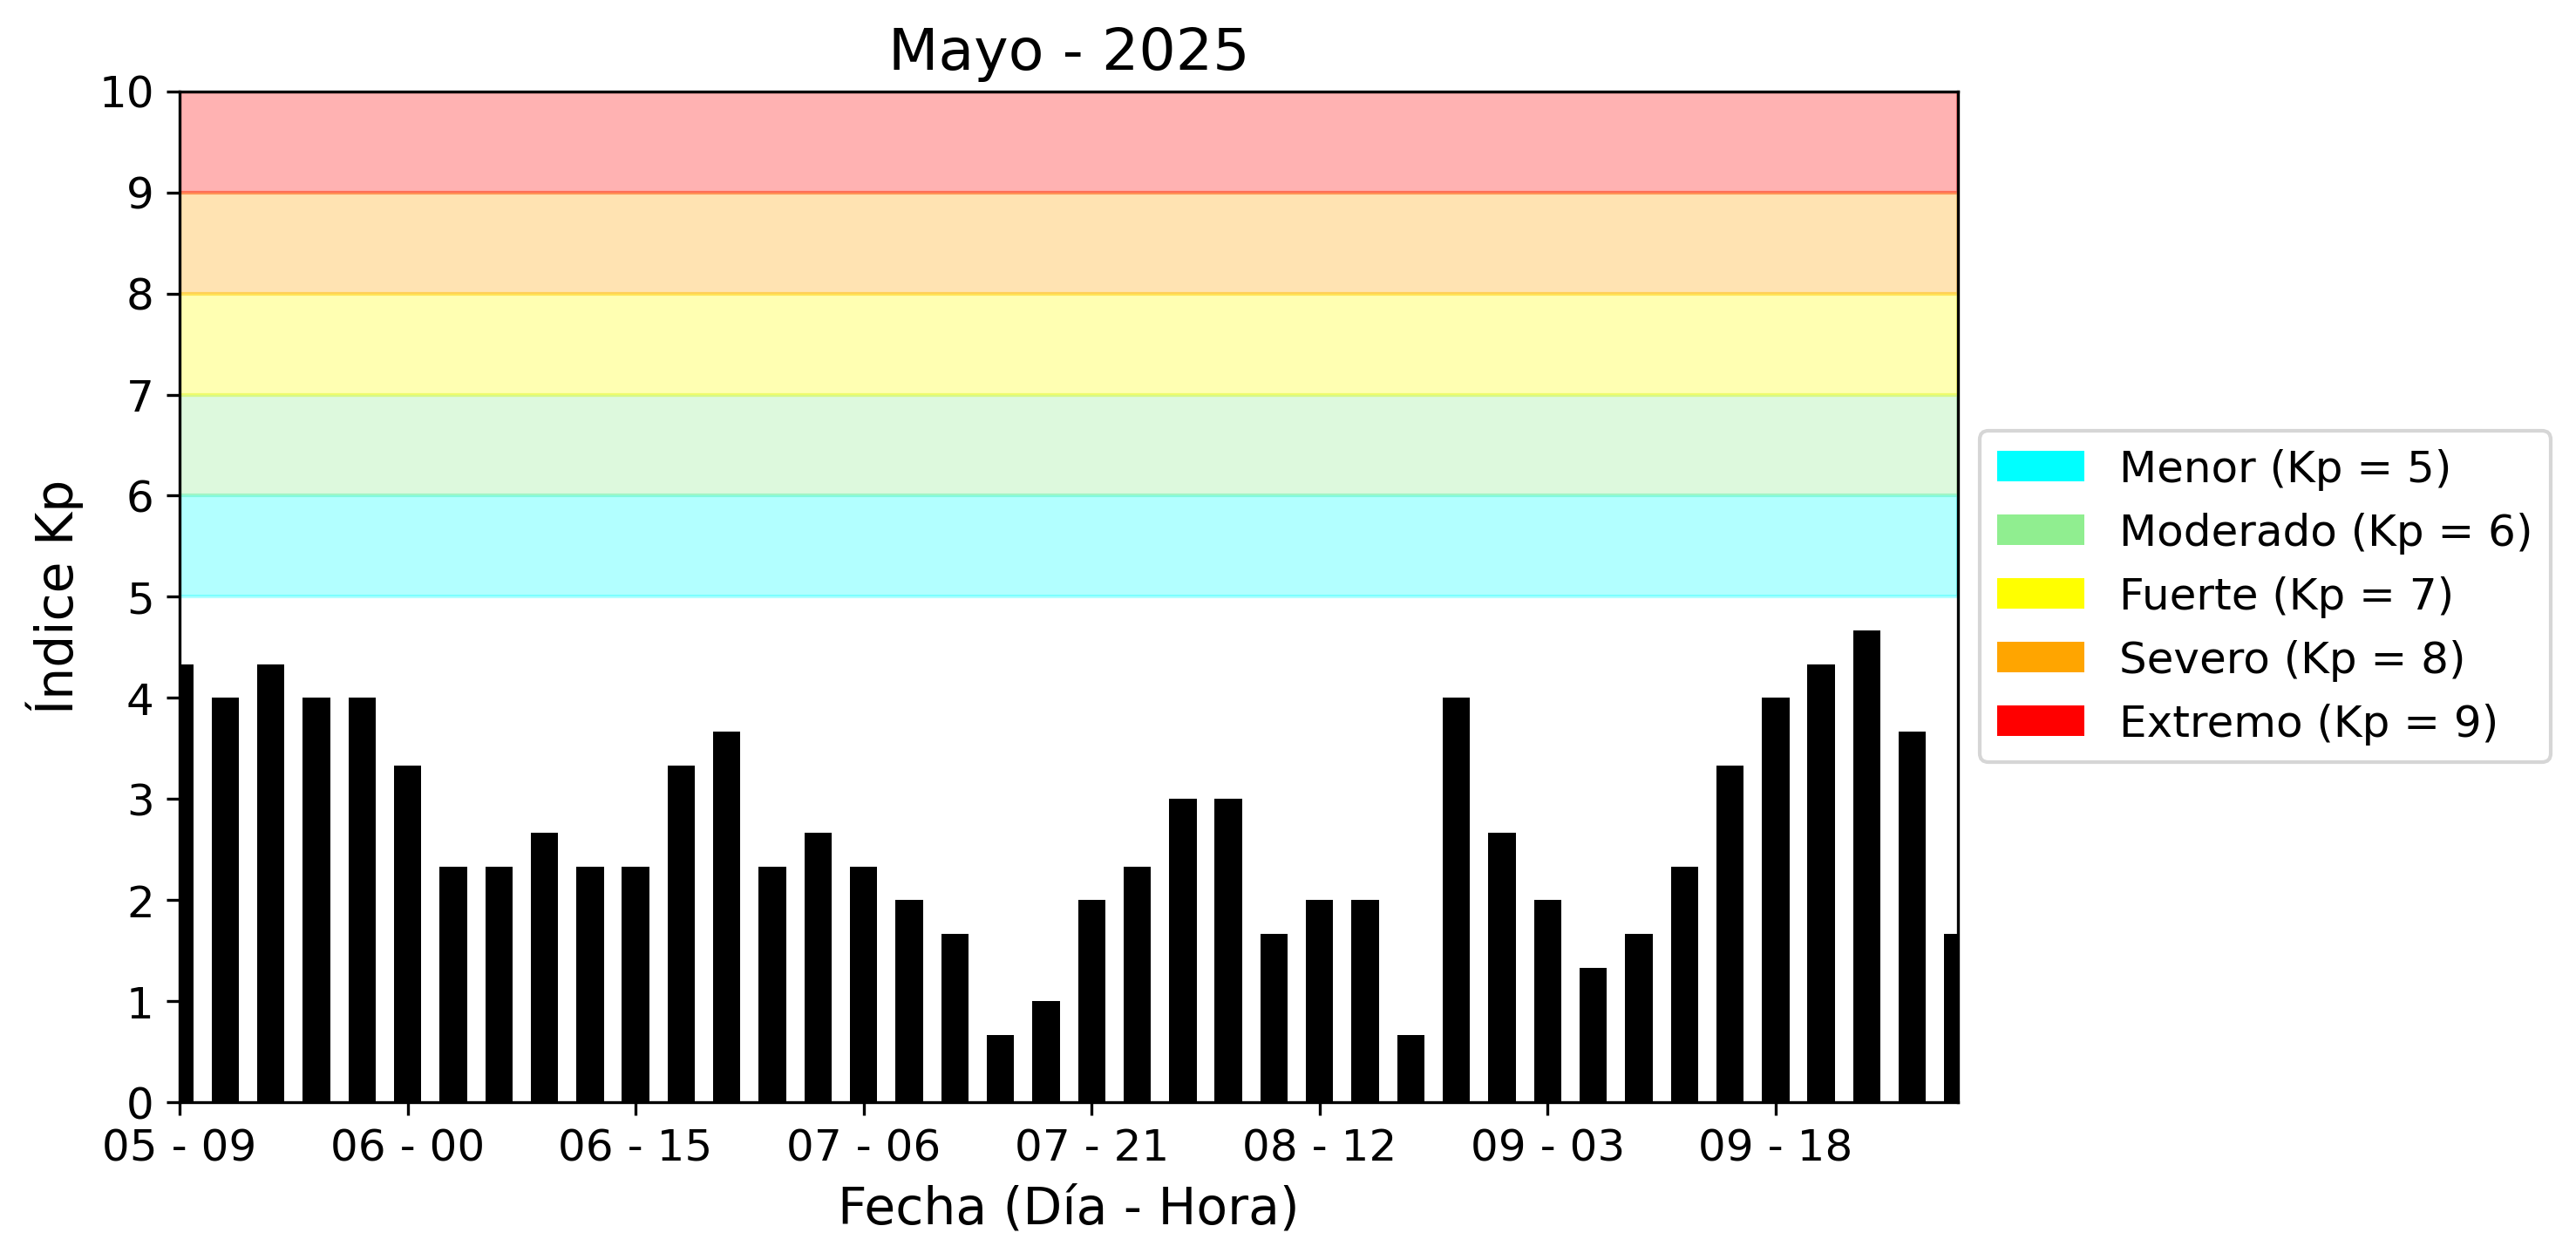 Mayo - 2025
10
9
8
7
6
5
4
3
2
1
0
Índice Kp
05 - 09
06 - 00
06 - 15
07 - 06
07 - 21
08 - 12
09 - 03
09 - 18
Fecha (Día - Hora)
Menor (Kp = 5)
Moderado (Kp = 6)
Fuerte (Kp = 7)
Severo (Kp = 8)
Extremo (Kp = 9)